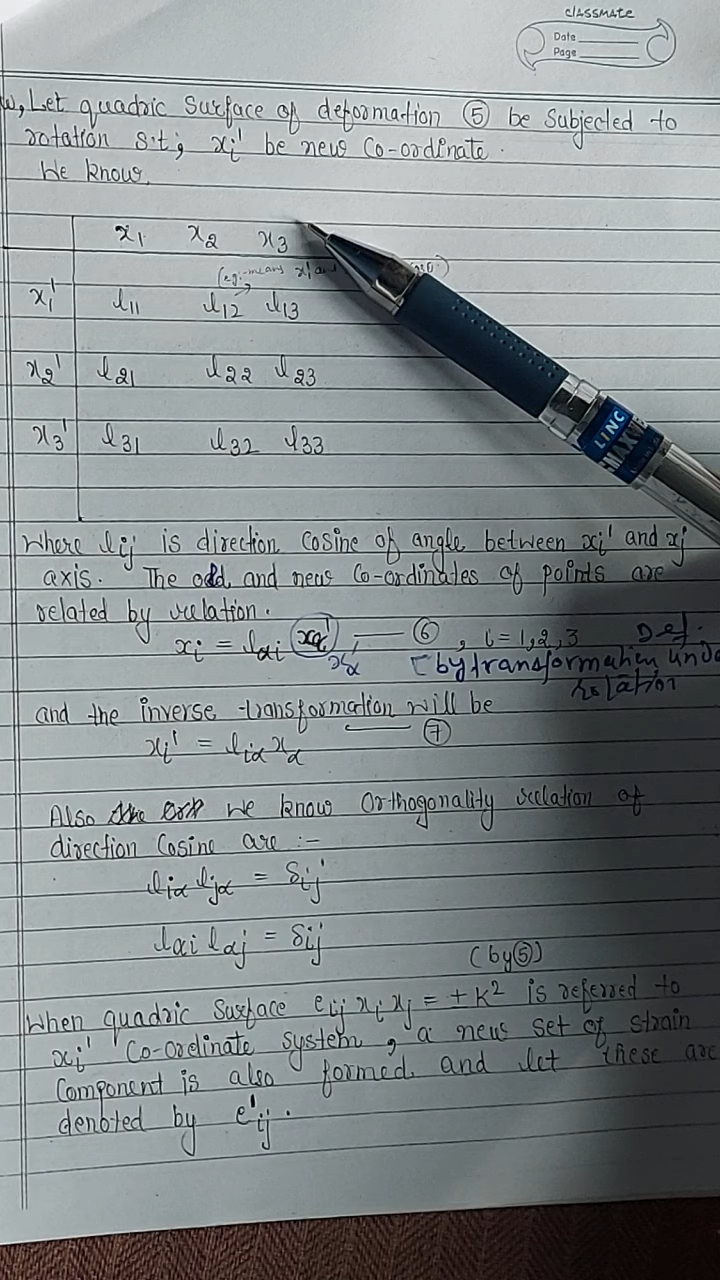 classmate
Date
Page
Let quadric surface of deformation ⑤ be subjected to
rotation s.t; xi' be new co-ordinate.
We know,
x1 x2 x3
(eg:-means
x1' l11 l12 l13
x2' l21 l22 l23
x3' l31 l32 l33
LINC
Where lij is direction cosine of angle between xi' and xj
axis. The old and new co-ordinates of points are
related by relation.
xi = lαi xα' — ⑥, i = 1,2,3 Def.
x'α [by transformation
rotation
and the inverse transformation will be
xi' = liα xα — ⑦
Also we know orthogonality relation of
direction cosine are :-
liα ljα = δij
lαi lαj = δij
(by ⑤)
When quadric surface eij xi xj = ±K² is referred to
xi' co-ordinate system, a new set of strain
component is also formed. and let these are
denoted by e'ij.